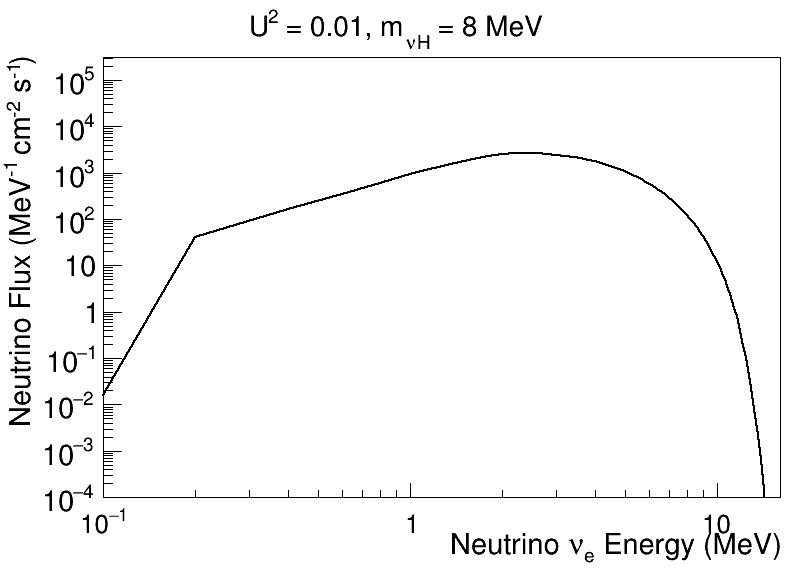 U² = 0.01, m_νH = 8 MeV
Neutrino Flux (MeV⁻¹ cm⁻² s⁻¹)
10⁵
10⁴
10³
10²
10
1
10⁻¹
10⁻²
10⁻³
10⁻⁴
10⁻¹ 1 10
Neutrino νₑ Energy (MeV)